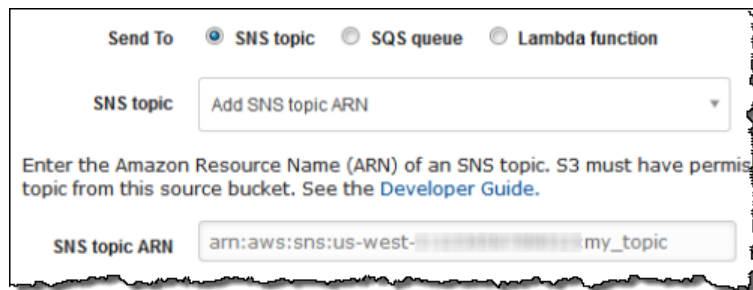 Send To SNS topic SQS queue Lambda function
SNS topic Add SNS topic ARN
Enter the Amazon Resource Name (ARN) of an SNS topic. S3 must have permis
topic from this source bucket. See the Developer Guide.
SNS topic ARN arn:aws:sns:us-west- my_topic